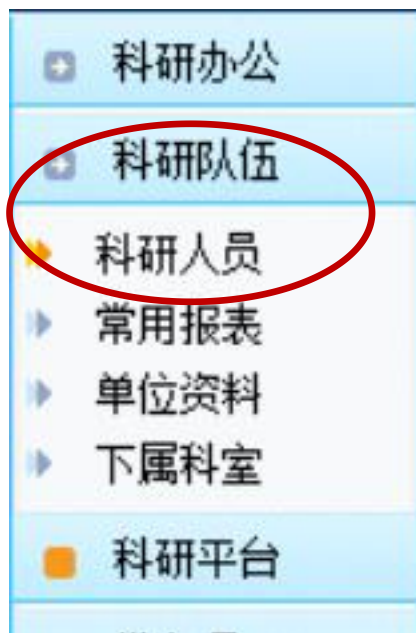 科研办公
科研队伍
科研人员
常用报表
单位资料
下属科室
科研平台